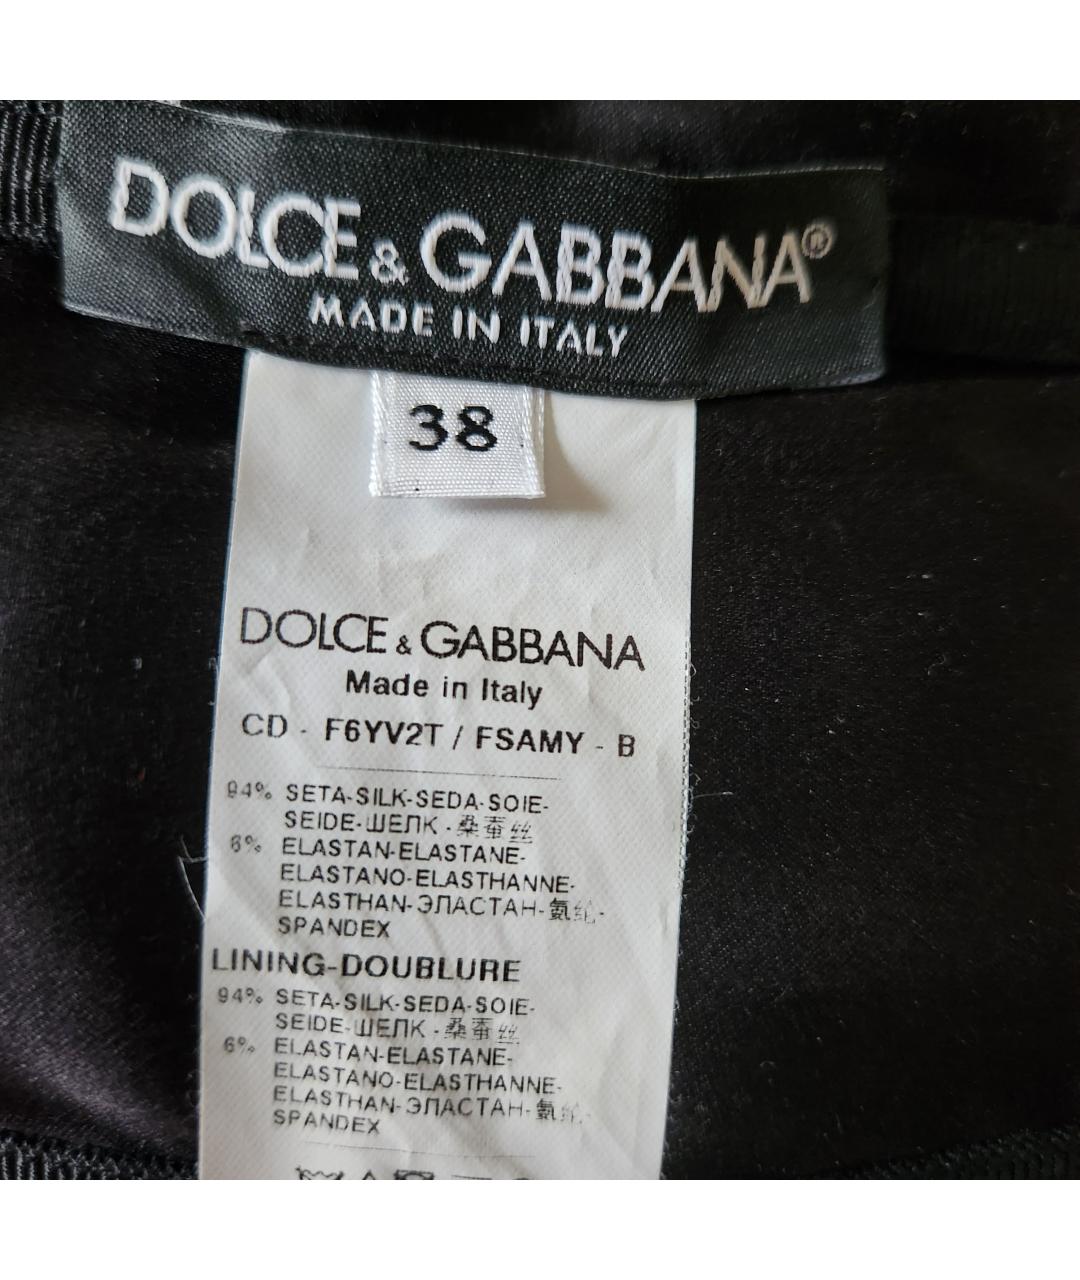 DOLCE & GABBANA®
MADE IN ITALY
38
DOLCE & GABBANA
Made in Italy
CD - F6YV2T / FSAMY - B
94% SETA-SILK-SEDA-SOIE-
SEIDE-ШЕЛК - 桑蚕丝
6% ELASTAN-ELASTANE-
ELASTANO-ELASTHANNE-
ELASTHAN-ЭЛАСТАН-氨纶-
SPANDEX
LINING-DOUBLURE
94% SETA-SILK-SEDA-SOIE-
SEIDE-ШЕЛК - 桑蚕丝
6% ELASTAN-ELASTANE-
ELASTANO-ELASTHANNE-
ELASTHAN-ЭЛАСТАН-氨纶-
SPANDEX